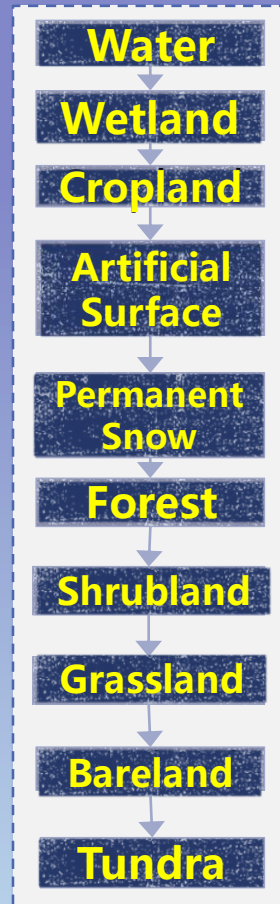 Water
Wetland
Cropland
Artificial
Surface
Permanent
Snow
Forest
Shrubland
Grassland
Bareland
Tundra